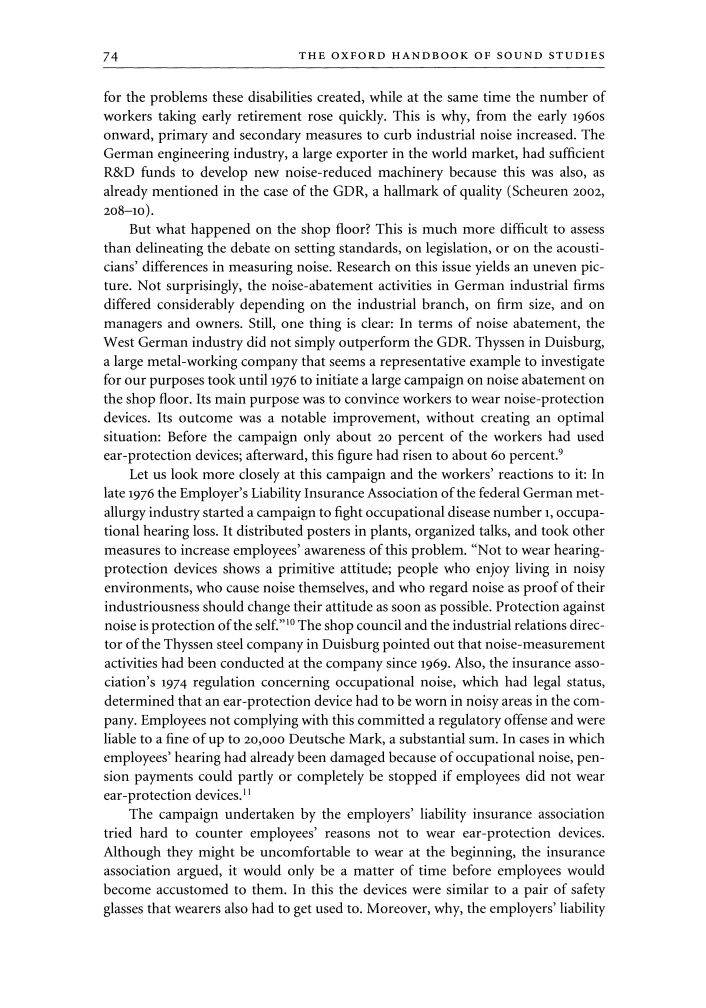 74 THE OXFORD HANDBOOK OF SOUND STUDIES
for the problems these disabilities created, while at the same time the number of
workers taking early retirement rose quickly. This is why, from the early 1960s
onward, primary and secondary measures to curb industrial noise increased. The
German engineering industry, a large exporter in the world market, had sufficient
R&D funds to develop new noise-reduced machinery because this was also, as
already mentioned in the case of the GDR, a hallmark of quality (Scheuren 2002,
208–10).
But what happened on the shop floor? This is much more difficult to assess
than delineating the debate on setting standards, on legislation, or on the acousti-
cians' differences in measuring noise. Research on this issue yields an uneven pic-
ture. Not surprisingly, the noise-abatement activities in German industrial firms
differed considerably depending on the industrial branch, on firm size, and on
managers and owners. Still, one thing is clear: In terms of noise abatement, the
West German industry did not simply outperform the GDR. Thyssen in Duisburg,
a large metal-working company that seems a representative example to investigate
for our purposes took until 1976 to initiate a large campaign on noise abatement on
the shop floor. Its main purpose was to convince workers to wear noise-protection
devices. Its outcome was a notable improvement, without creating an optimal
situation: Before the campaign only about 20 percent of the workers had used
ear-protection devices; afterward, this figure had risen to about 60 percent.⁹
Let us look more closely at this campaign and the workers' reactions to it: In
late 1976 the Employer's Liability Insurance Association of the federal German met-
allurgy industry started a campaign to fight occupational disease number 1, occupa-
tional hearing loss. It distributed posters in plants, organized talks, and took other
measures to increase employees' awareness of this problem. “Not to wear hearing-
protection devices shows a primitive attitude; people who enjoy living in noisy
environments, who cause noise themselves, and who regard noise as proof of their
industriousness should change their attitude as soon as possible. Protection against
noise is protection of the self.”¹⁰ The shop council and the industrial relations direc-
tor of the Thyssen steel company in Duisburg pointed out that noise-measurement
activities had been conducted at the company since 1969. Also, the insurance asso-
ciation's 1974 regulation concerning occupational noise, which had legal status,
determined that an ear-protection device had to be worn in noisy areas in the com-
pany. Employees not complying with this committed a regulatory offense and were
liable to a fine of up to 20,000 Deutsche Mark, a substantial sum. In cases in which
employees' hearing had already been damaged because of occupational noise, pen-
sion payments could partly or completely be stopped if employees did not wear
ear-protection devices.¹¹
The campaign undertaken by the employers' liability insurance association
tried hard to counter employees' reasons not to wear ear-protection devices.
Although they might be uncomfortable to wear at the beginning, the insurance
association argued, it would only be a matter of time before employees would
become accustomed to them. In this the devices were similar to a pair of safety
glasses that wearers also had to get used to. Moreover, why, the employers' liability